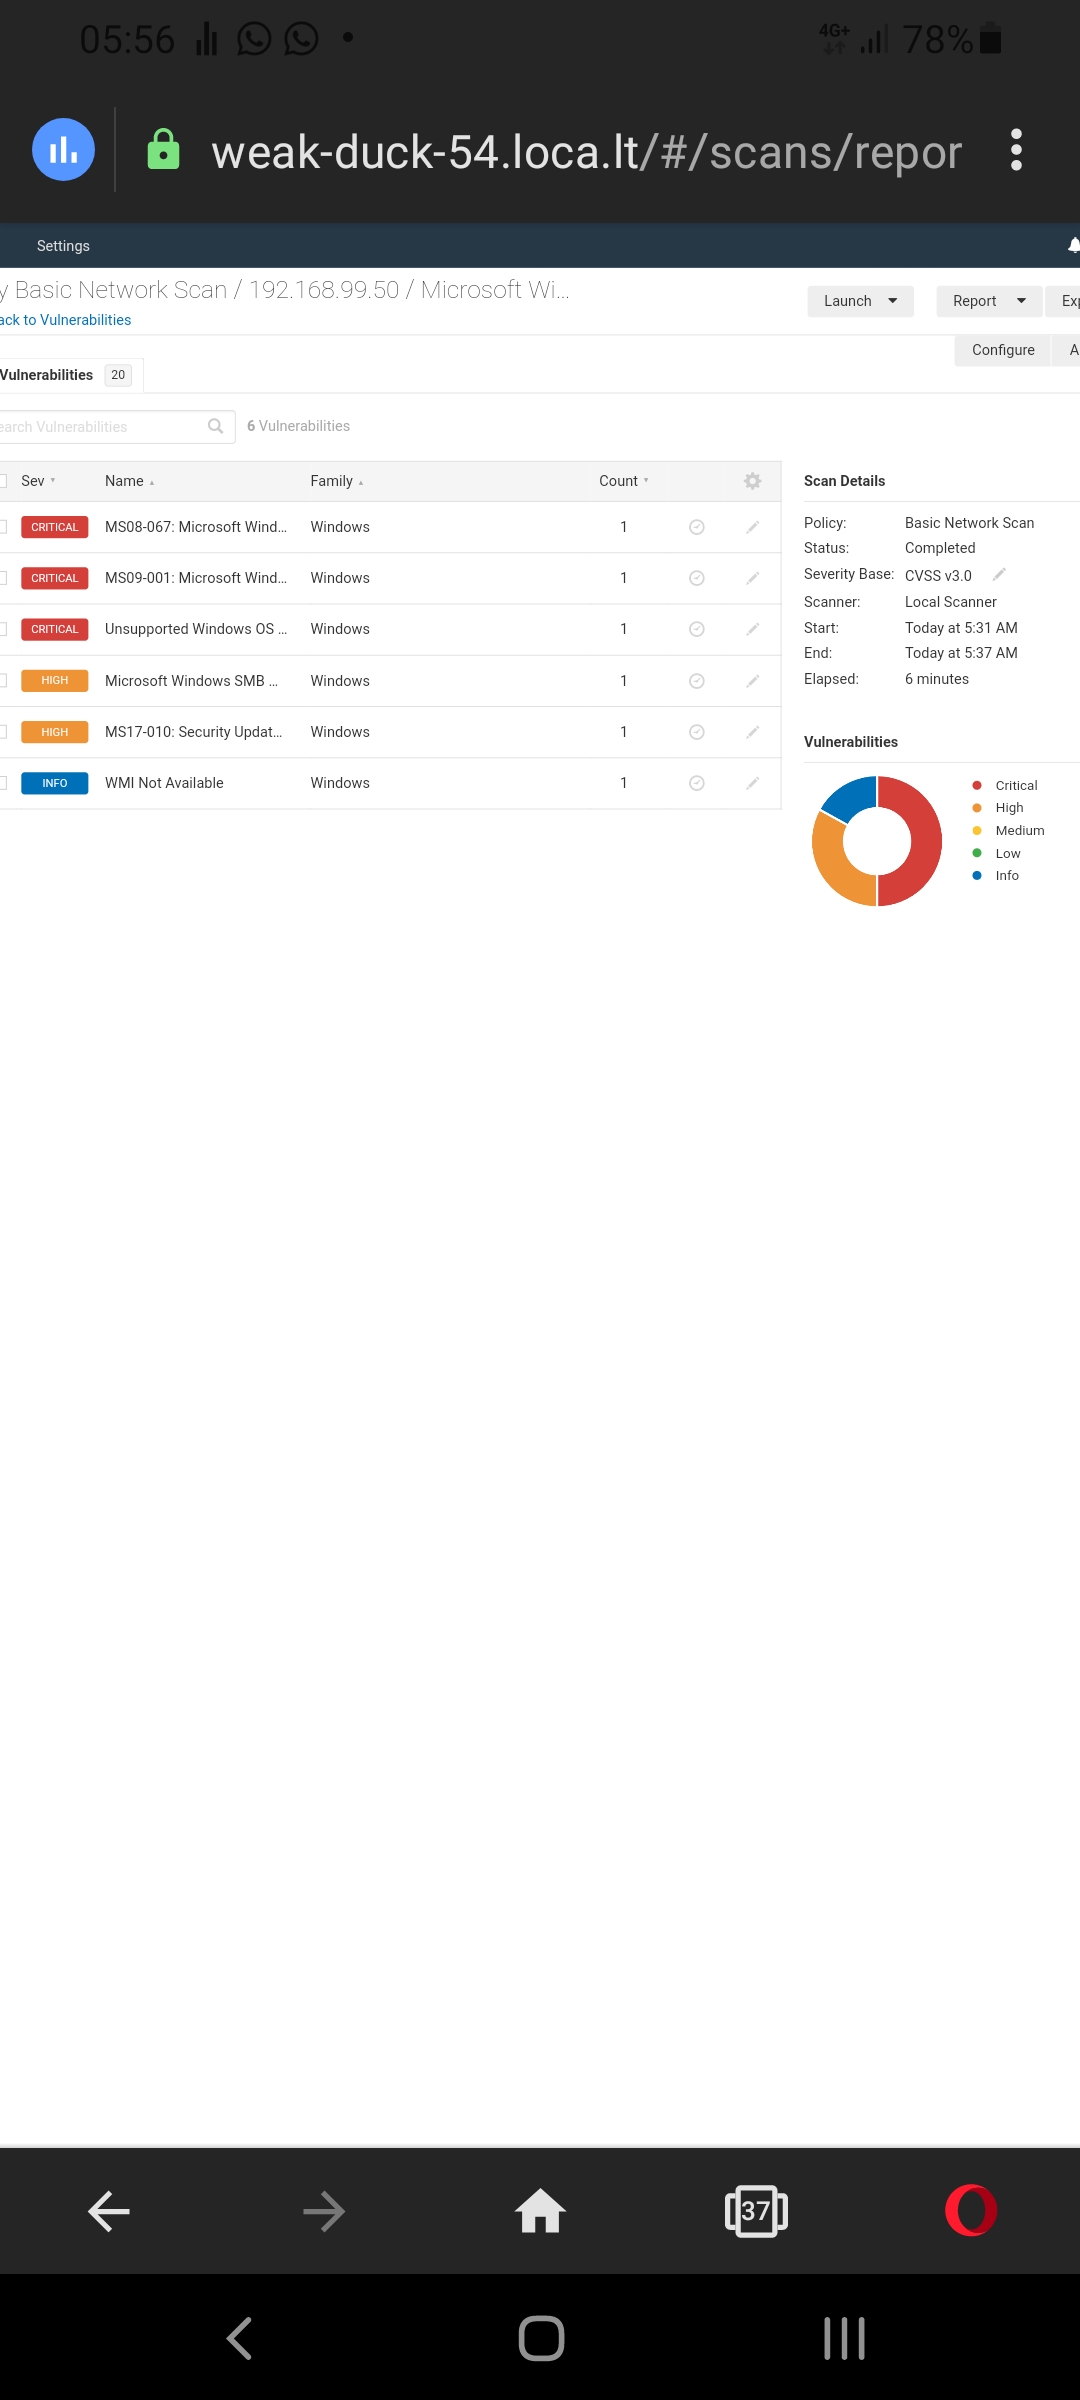 05:56
4G+ 78%
weak-duck-54.loca.lt/#/scans/repor
Settings
y Basic Network Scan / 192.168.99.50 / Microsoft Wi...
ack to Vulnerabilities
Launch
Report
Exp
Configure
A
Vulnerabilities 20
earch Vulnerabilities
6 Vulnerabilities
Sev Name Family Count
CRITICAL MS08-067: Microsoft Wind... Windows 1
CRITICAL MS09-001: Microsoft Wind... Windows 1
CRITICAL Unsupported Windows OS ... Windows 1
HIGH Microsoft Windows SMB ... Windows 1
HIGH MS17-010: Security Updat... Windows 1
INFO WMI Not Available Windows 1
Scan Details
Policy: Basic Network Scan
Status: Completed
Severity Base: CVSS v3.0
Scanner: Local Scanner
Start: Today at 5:31 AM
End: Today at 5:37 AM
Elapsed: 6 minutes
Vulnerabilities
Critical
High
Medium
Low
Info
37